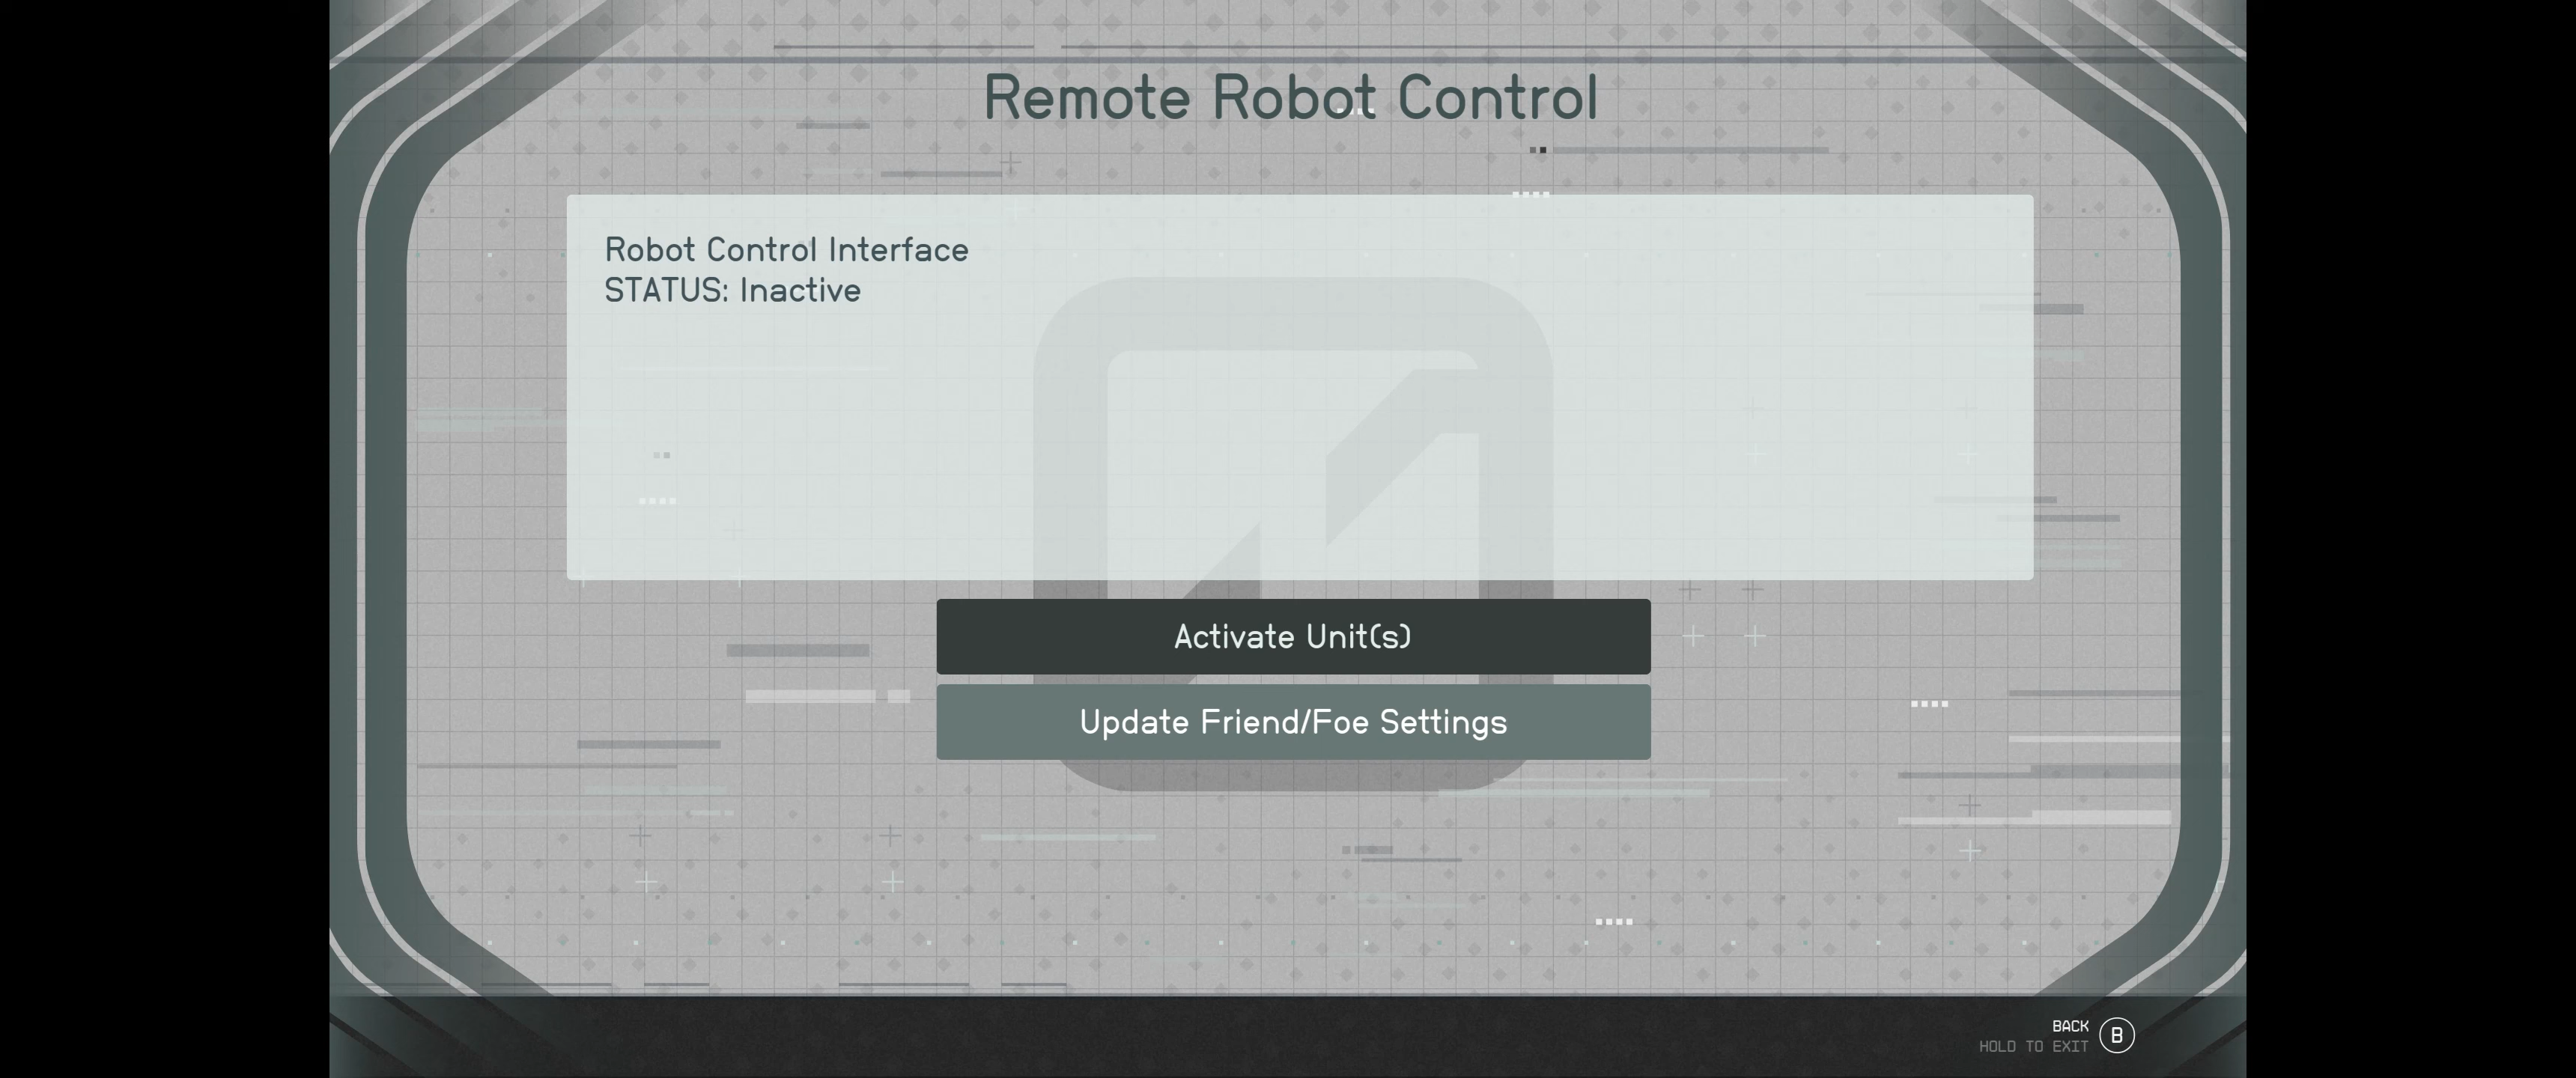 Remote Robot Control
Robot Control Interface
STATUS: Inactive
Activate Unit(s)
Update Friend/Foe Settings
BACK
HOLD TO EXIT
B